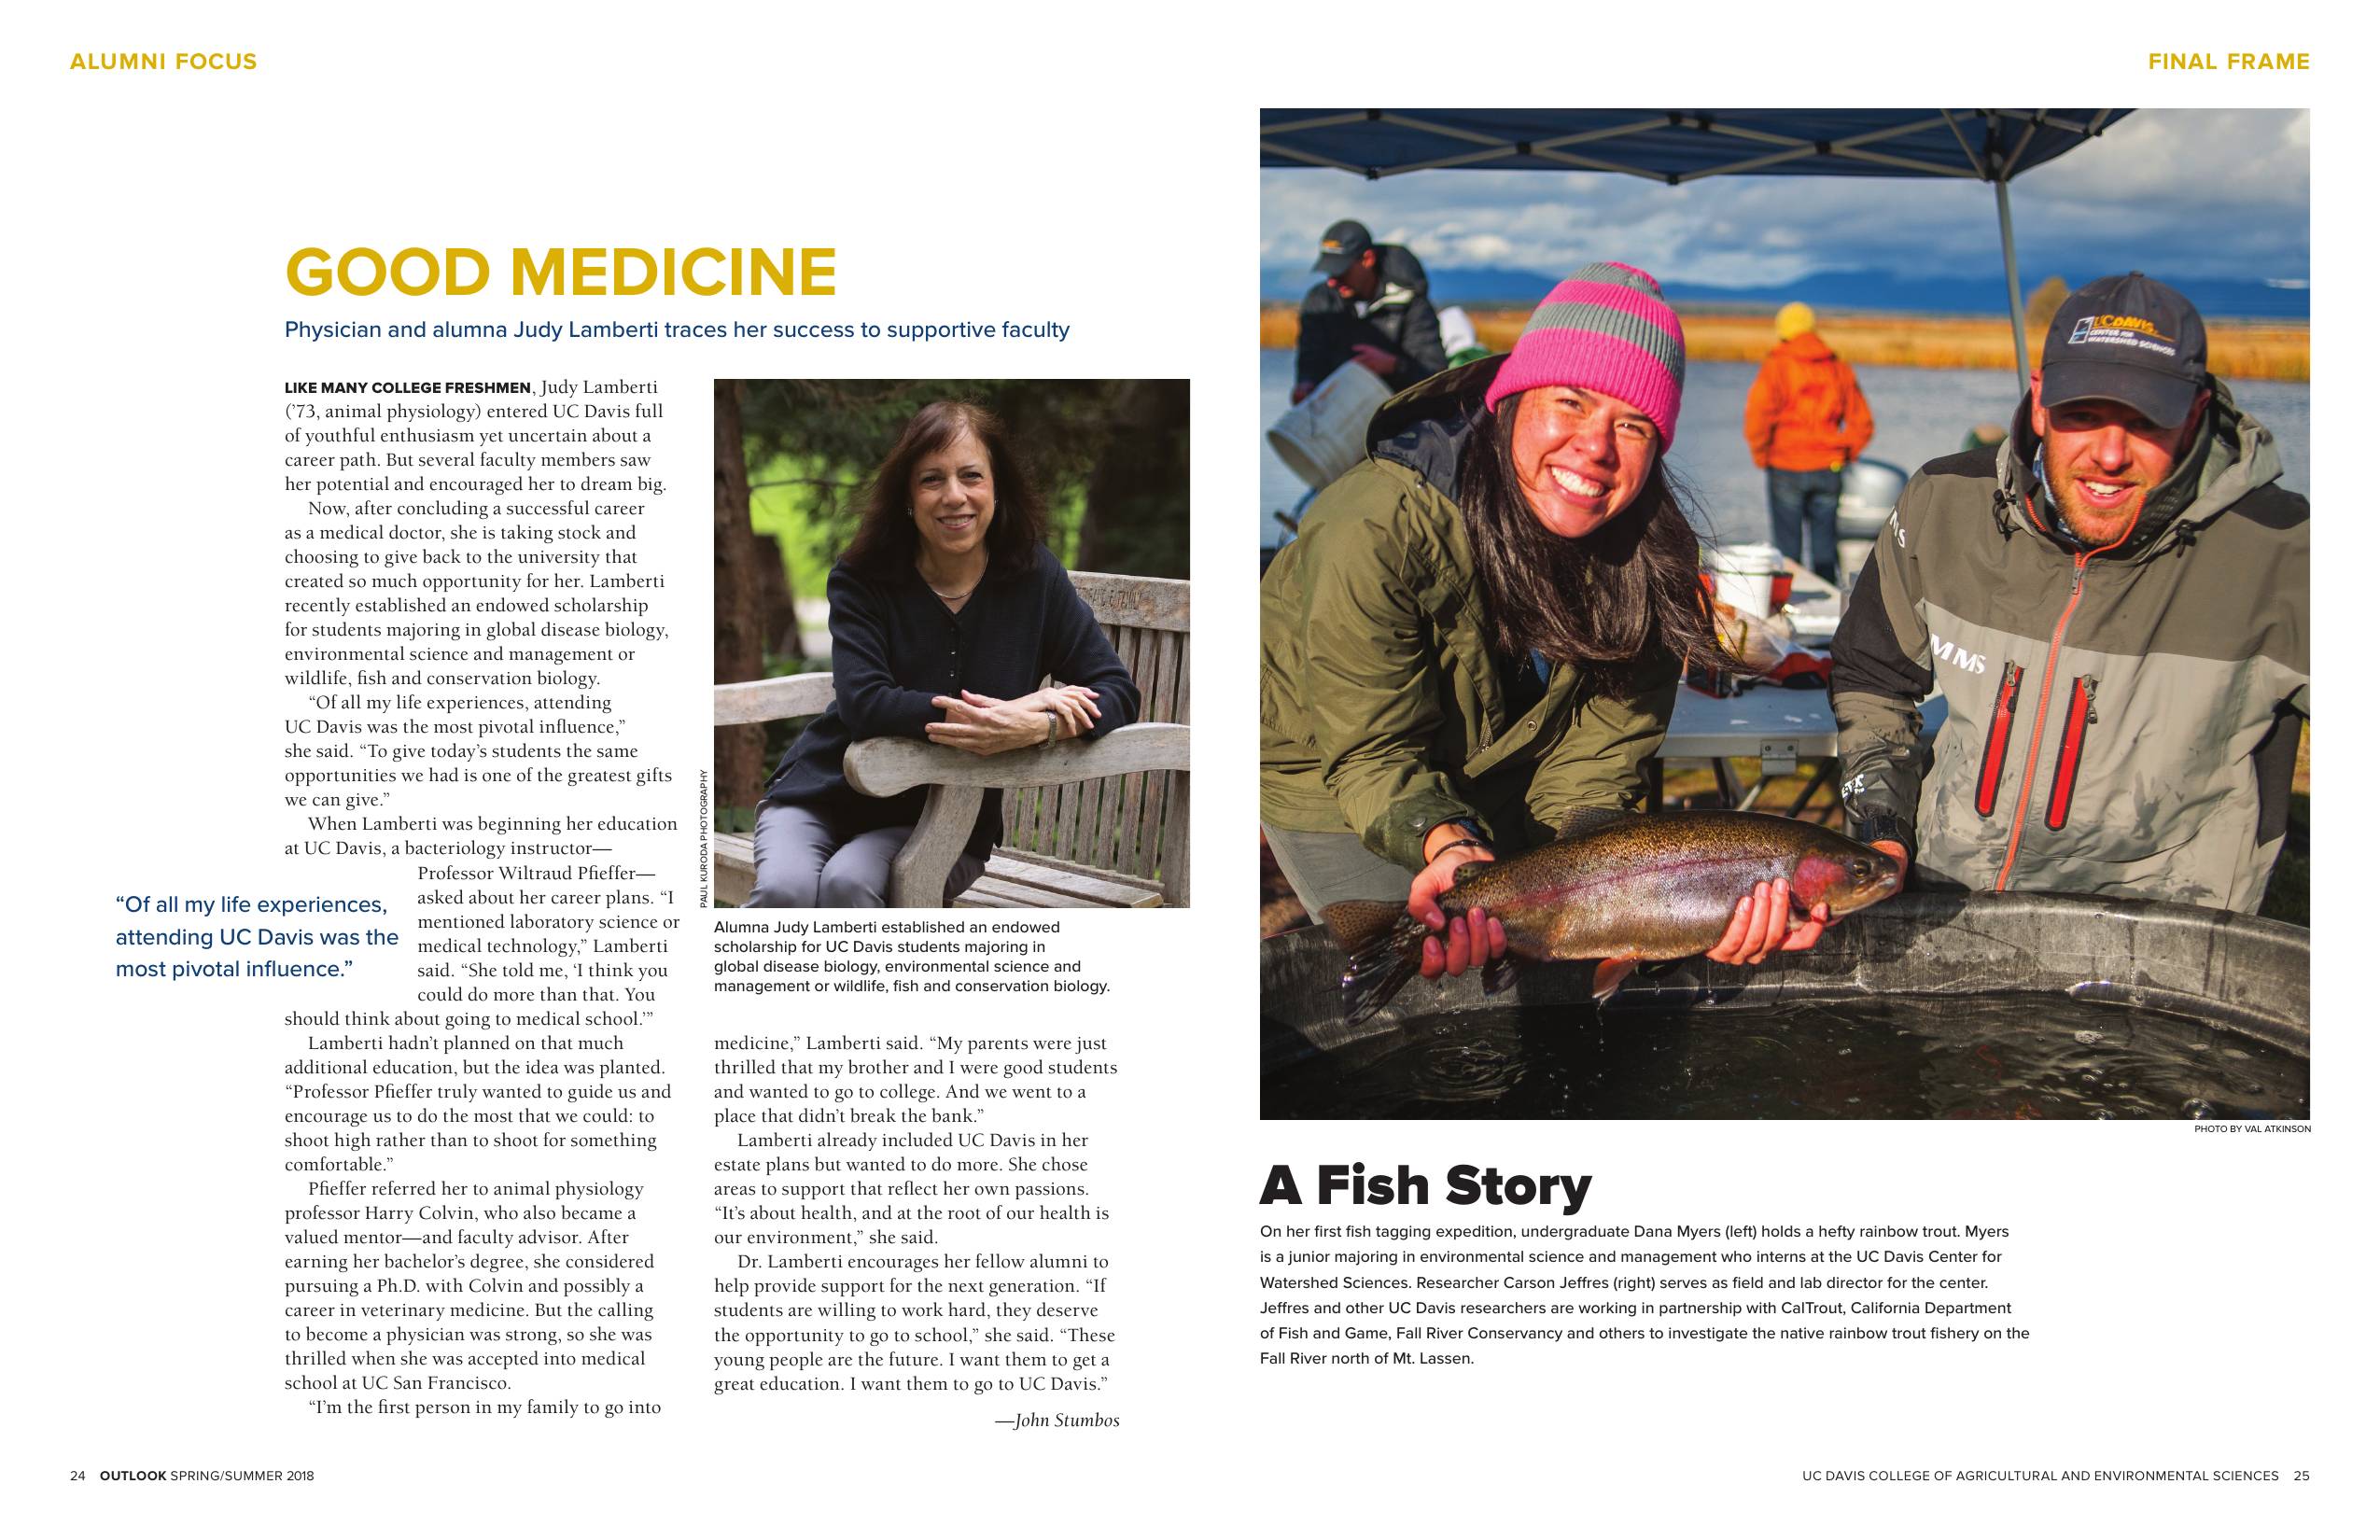 ALUMNI FOCUS
GOOD MEDICINE
Physician and alumna Judy Lamberti traces her success to supportive faculty
LIKE MANY COLLEGE FRESHMEN, Judy Lamberti
(’73, animal physiology) entered UC Davis full
of youthful enthusiasm yet uncertain about a
career path. But several faculty members saw
her potential and encouraged her to dream big.
Now, after concluding a successful career
as a medical doctor, she is taking stock and
choosing to give back to the university that
created so much opportunity for her. Lamberti
recently established an endowed scholarship
for students majoring in global disease biology,
environmental science and management or
wildlife, fish and conservation biology.
“Of all my life experiences, attending
UC Davis was the most pivotal influence,”
she said. “To give today’s students the same
opportunities we had is one of the greatest gifts
we can give.”
When Lamberti was beginning her education
at UC Davis, a bacteriology instructor—
Professor Wiltraud Pfieffer—
asked about her career plans. “I
mentioned laboratory science or
medical technology,” Lamberti
said. “She told me, ‘I think you
could do more than that. You
should think about going to medical school.’”
“Of all my life experiences,
attending UC Davis was the
most pivotal influence.”
Lamberti hadn’t planned on that much
additional education, but the idea was planted.
“Professor Pfieffer truly wanted to guide us and
encourage us to do the most that we could: to
shoot high rather than to shoot for something
comfortable.”
Pfieffer referred her to animal physiology
professor Harry Colvin, who also became a
valued mentor—and faculty advisor. After
earning her bachelor’s degree, she considered
pursuing a Ph.D. with Colvin and possibly a
career in veterinary medicine. But the calling
to become a physician was strong, so she was
thrilled when she was accepted into medical
school at UC San Francisco.
“I’m the first person in my family to go into
PAUL KURODA PHOTOGRAPHY
Alumna Judy Lamberti established an endowed
scholarship for UC Davis students majoring in
global disease biology, environmental science and
management or wildlife, fish and conservation biology.
medicine,” Lamberti said. “My parents were just
thrilled that my brother and I were good students
and wanted to go to college. And we went to a
place that didn’t break the bank.”
Lamberti already included UC Davis in her
estate plans but wanted to do more. She chose
areas to support that reflect her own passions.
“It’s about health, and at the root of our health is
our environment,” she said.
Dr. Lamberti encourages her fellow alumni to
help provide support for the next generation. “If
students are willing to work hard, they deserve
the opportunity to go to school,” she said. “These
young people are the future. I want them to get a
great education. I want them to go to UC Davis.”
—John Stumbos
24 OUTLOOK SPRING/SUMMER 2018
FINAL FRAME
UC DAVIS
CENTER FOR
WATERSHED SCIENCES
MMS
PHOTO BY VAL ATKINSON
A Fish Story
On her first fish tagging expedition, undergraduate Dana Myers (left) holds a hefty rainbow trout. Myers
is a junior majoring in environmental science and management who interns at the UC Davis Center for
Watershed Sciences. Researcher Carson Jeffres (right) serves as field and lab director for the center.
Jeffres and other UC Davis researchers are working in partnership with CalTrout, California Department
of Fish and Game, Fall River Conservancy and others to investigate the native rainbow trout fishery on the
Fall River north of Mt. Lassen.
UC DAVIS COLLEGE OF AGRICULTURAL AND ENVIRONMENTAL SCIENCES 25